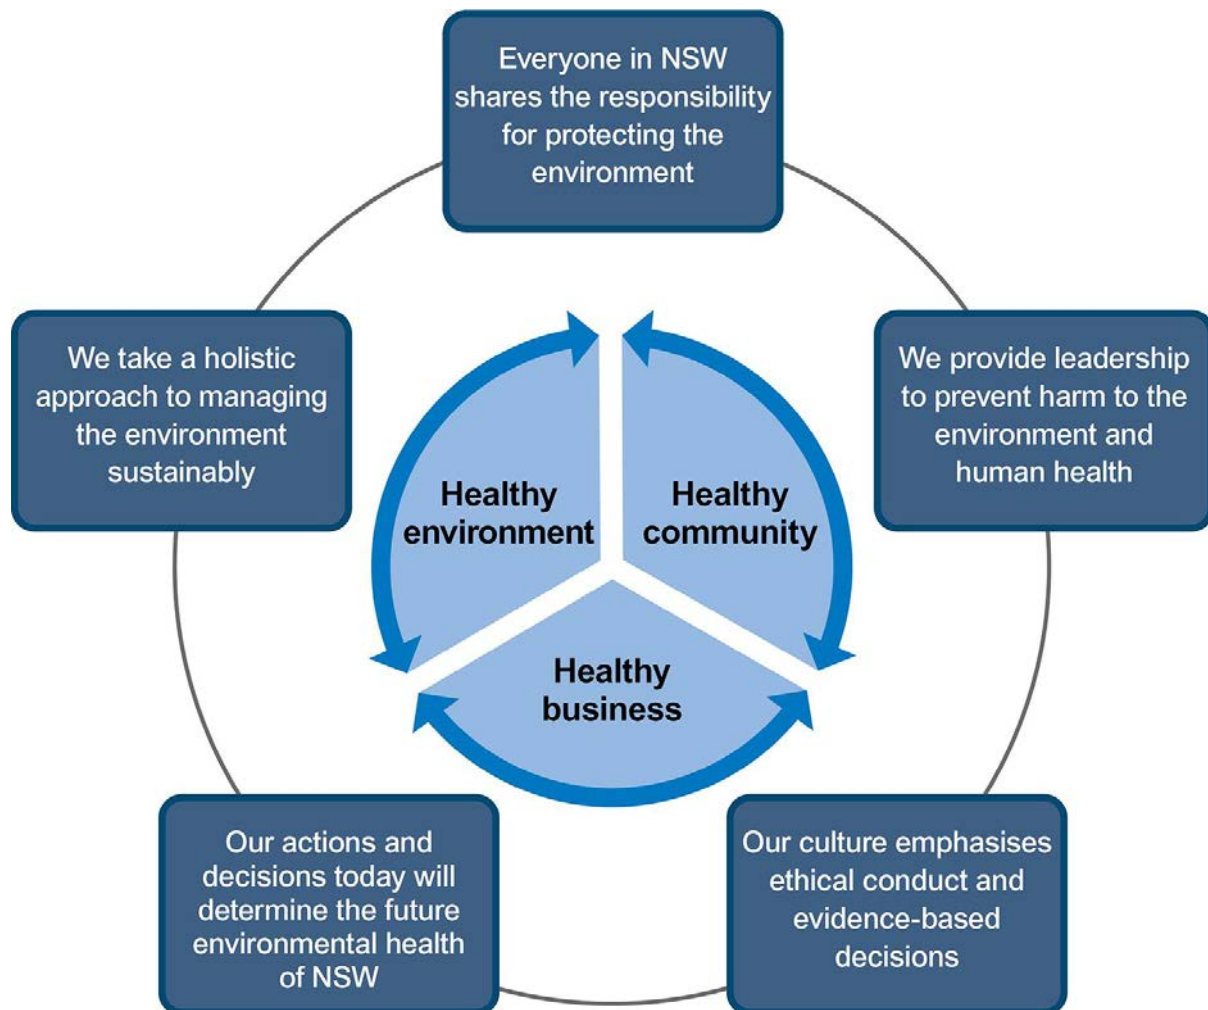 Everyone in NSW
shares the responsibility
for protecting the
environment
We take a holistic
approach to managing
the environment
sustainably
We provide leadership
to prevent harm to the
environment and
human health
Healthy
environment
Healthy
community
Healthy
business
Our actions and
decisions today will
determine the future
environmental health
of NSW
Our culture emphasises
ethical conduct and
evidence-based
decisions